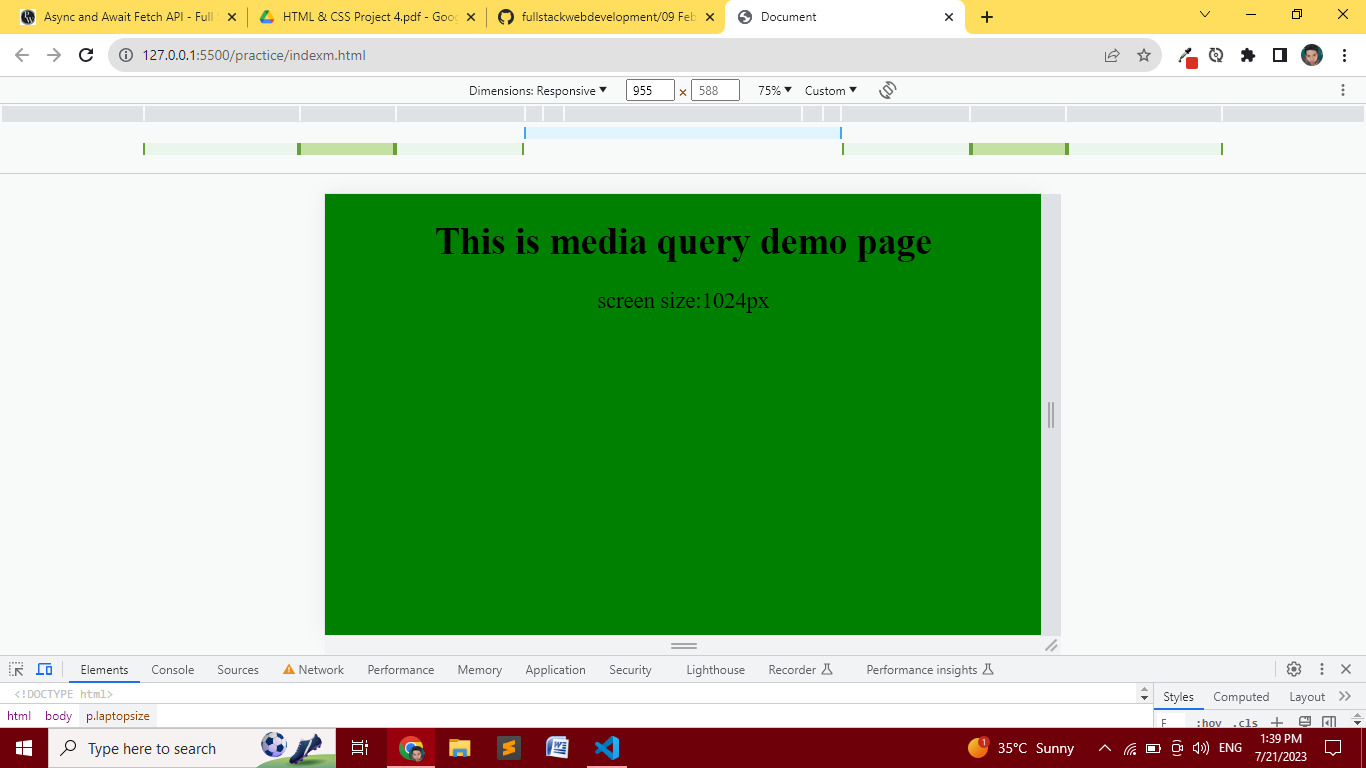 Async and Await Fetch API - Full
HTML & CSS Project 4.pdf - Goog
fullstackwebdevelopment/09 Feb
Document
127.0.0.1:5500/practice/indexm.html
Dimensions: Responsive
955 × 588
75%
Custom
This is media query demo page
screen size:1024px
Elements
Console
Sources
Network
Performance
Memory
Application
Security
Lighthouse
Recorder
Performance insights
<!DOCTYPE html>
Styles
Computed
Layout
html body p.laptopsize
F :hov .cls
Type here to search
35°C Sunny
ENG
1:39 PM
7/21/2023